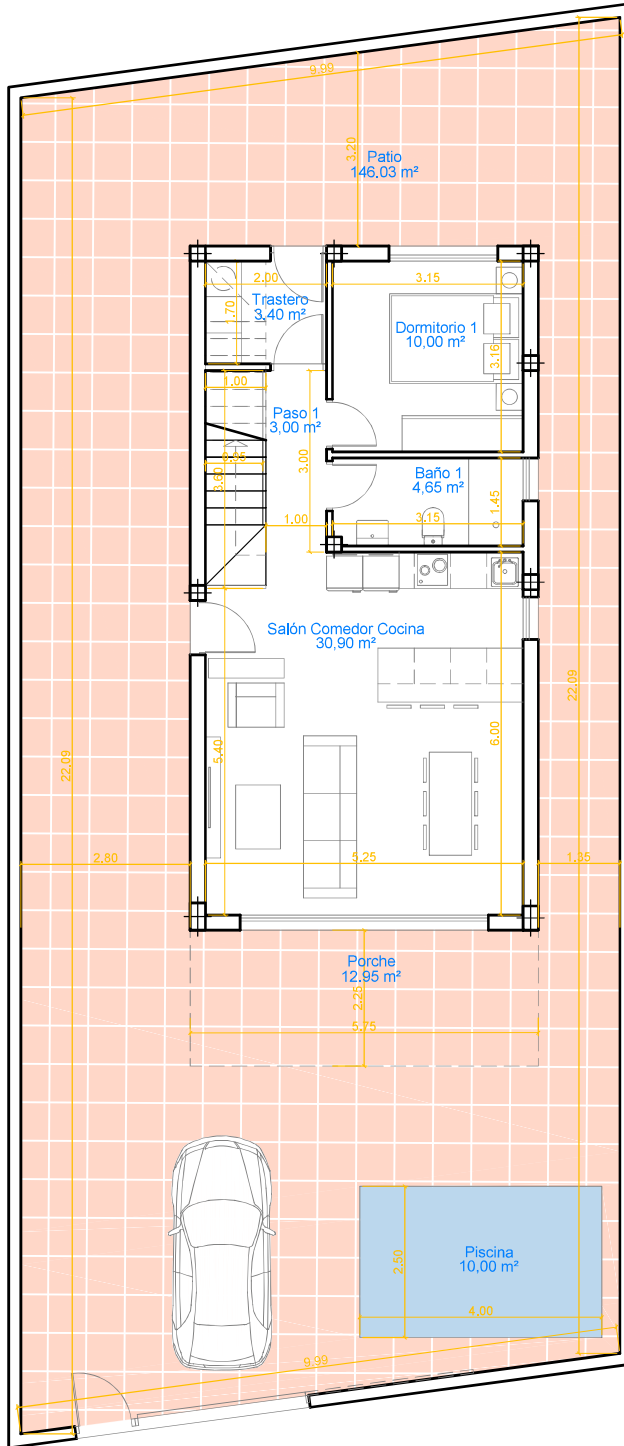 9.99
3.20
Patio
146.03 m²
2.00
3.15
Trastero
3,40 m²
1.70
Dormitorio 1
10,00 m²
3.16
1.00
Paso 1
3,00 m²
0.95
3.60
3.00
Baño 1
4,65 m²
1.45
1.00
3.15
Salón Comedor Cocina
30,90 m²
22.09
5.40
6.00
22.09
2.80
5.25
1.35
Porche
12.95 m²
2.25
5.75
Piscina
10,00 m²
2.50
4.00
9.99